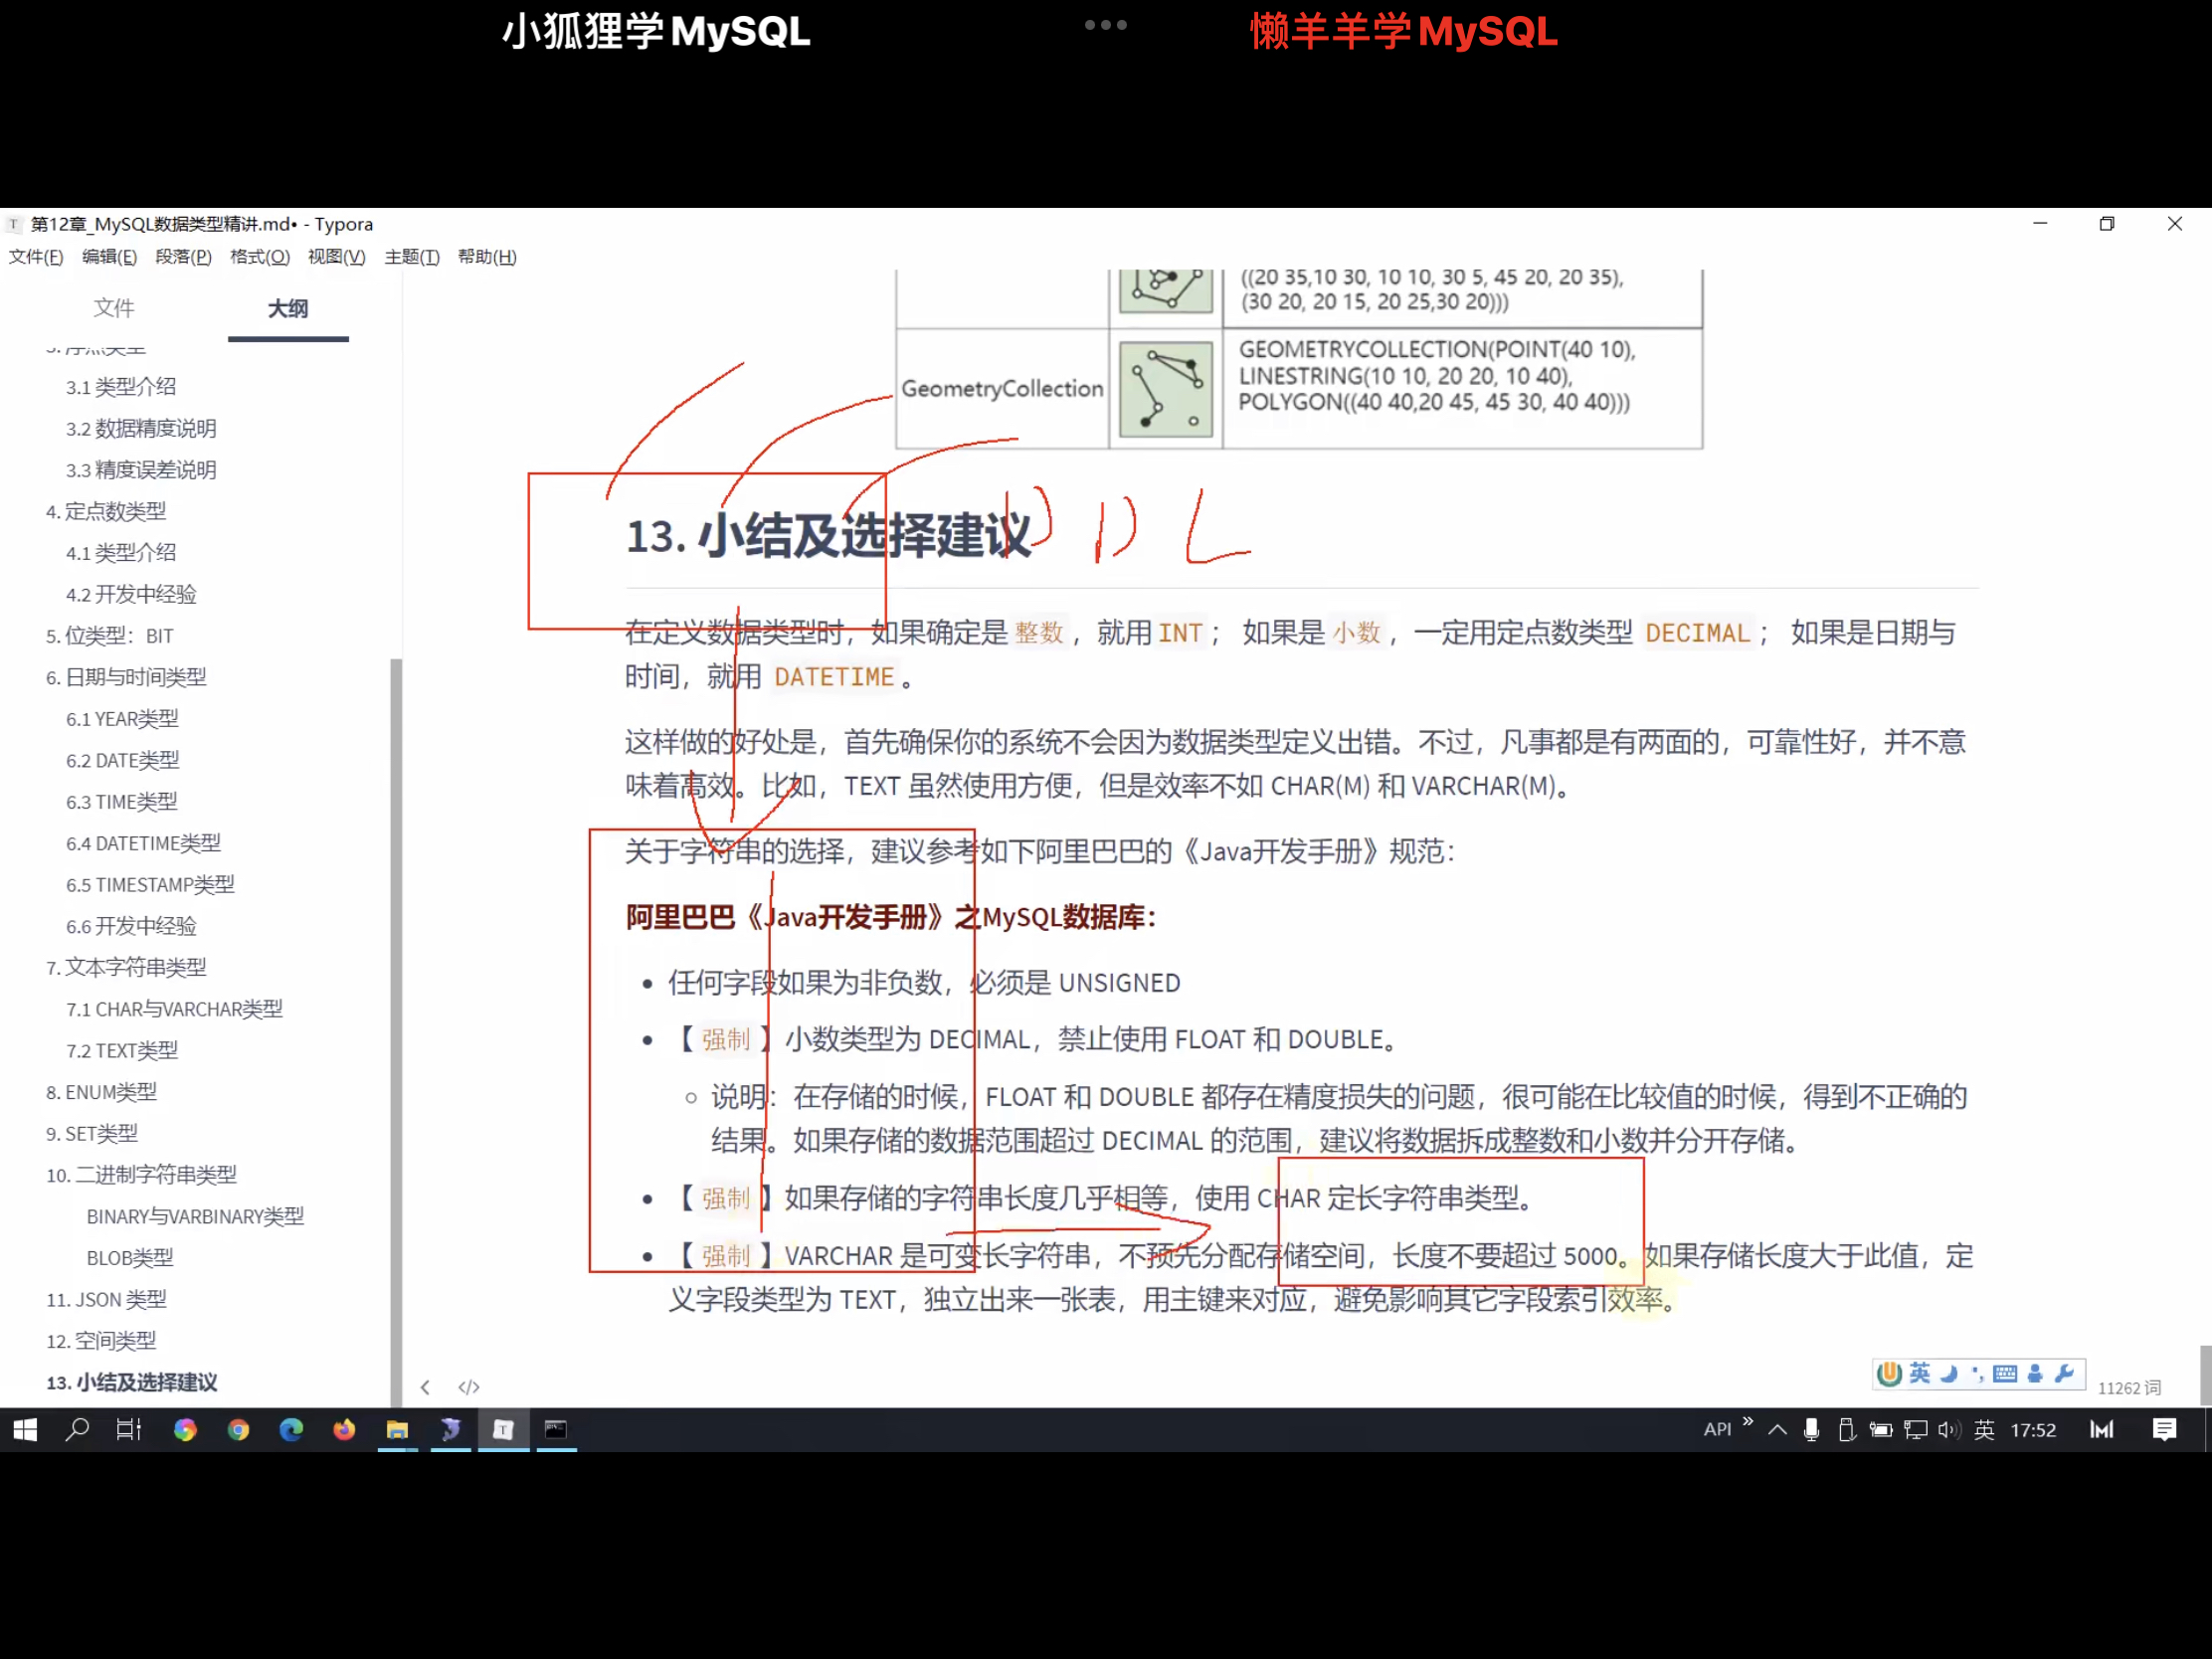 小狐狸学MySQL
懒羊羊学MySQL
第12章_MySQL数据类型精讲.md• - Typora
文件(F) 编辑(E) 段落(P) 格式(O) 视图(V) 主题(T) 帮助(H)
文件
大纲
3.1 类型介绍
3.2 数据精度说明
3.3 精度误差说明
4. 定点数类型
4.1 类型介绍
4.2 开发中经验
5. 位类型：BIT
6. 日期与时间类型
6.1 YEAR类型
6.2 DATE类型
6.3 TIME类型
6.4 DATETIME类型
6.5 TIMESTAMP类型
6.6 开发中经验
7. 文本字符串类型
7.1 CHAR与VARCHAR类型
7.2 TEXT类型
8. ENUM类型
9. SET类型
10. 二进制字符串类型
BINARY与VARBINARY类型
BLOB类型
11. JSON 类型
12. 空间类型
13. 小结及选择建议
((20 35,10 30, 10 10, 30 5, 45 20, 20 35),
(30 20, 20 15, 20 25,30 20)))
GeometryCollection
GEOMETRYCOLLECTION(POINT(40 10),
LINESTRING(10 10, 20 20, 10 40),
POLYGON((40 40,20 45, 45 30, 40 40)))
13. 小结及选择建议
DDL
在定义数据类型时，如果确定是 整数 ，就用 INT ； 如果是 小数 ，一定用定点数类型 DECIMAL ； 如果是日期与
时间，就用 DATETIME 。
这样做的好处是，首先确保你的系统不会因为数据类型定义出错。不过，凡事都是有两面的，可靠性好，并不意
味着高效。比如，TEXT 虽然使用方便，但是效率不如 CHAR(M) 和 VARCHAR(M)。
关于字符串的选择，建议参考如下阿里巴巴的《Java开发手册》规范：
阿里巴巴《Java开发手册》之MySQL数据库：
• 任何字段如果为非负数，必须是 UNSIGNED
• 【 强制 】小数类型为 DECIMAL，禁止使用 FLOAT 和 DOUBLE。
○ 说明：在存储的时候，FLOAT 和 DOUBLE 都存在精度损失的问题，很可能在比较值的时候，得到不正确的
结果。如果存储的数据范围超过 DECIMAL 的范围，建议将数据拆成整数和小数并分开存储。
• 【 强制 】如果存储的字符串长度几乎相等，使用 CHAR 定长字符串类型。
• 【 强制 】VARCHAR 是可变长字符串，不预先分配存储空间，长度不要超过 5000。如果存储长度大于此值，定
义字段类型为 TEXT，独立出来一张表，用主键来对应，避免影响其它字段索引效率。
英
11262 词
API
英
17:52